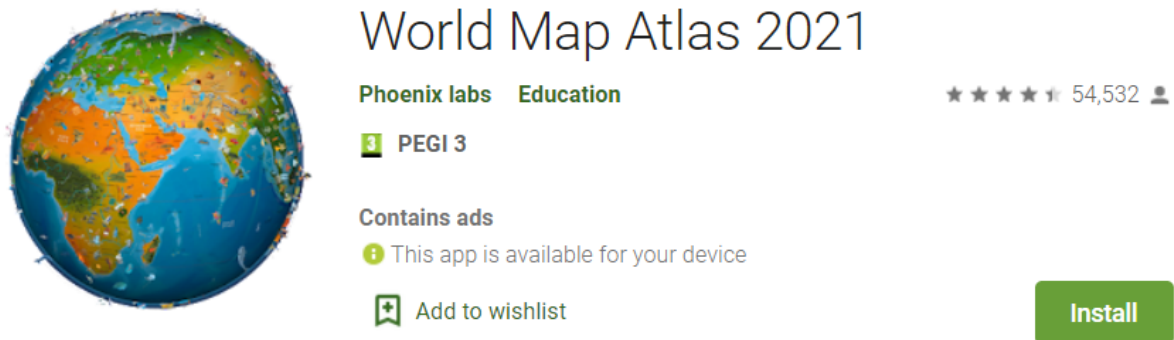 World Map Atlas 2021
Phoenix labs Education 54,532
3 PEGI 3
Contains ads
This app is available for your device
Add to wishlist
Install